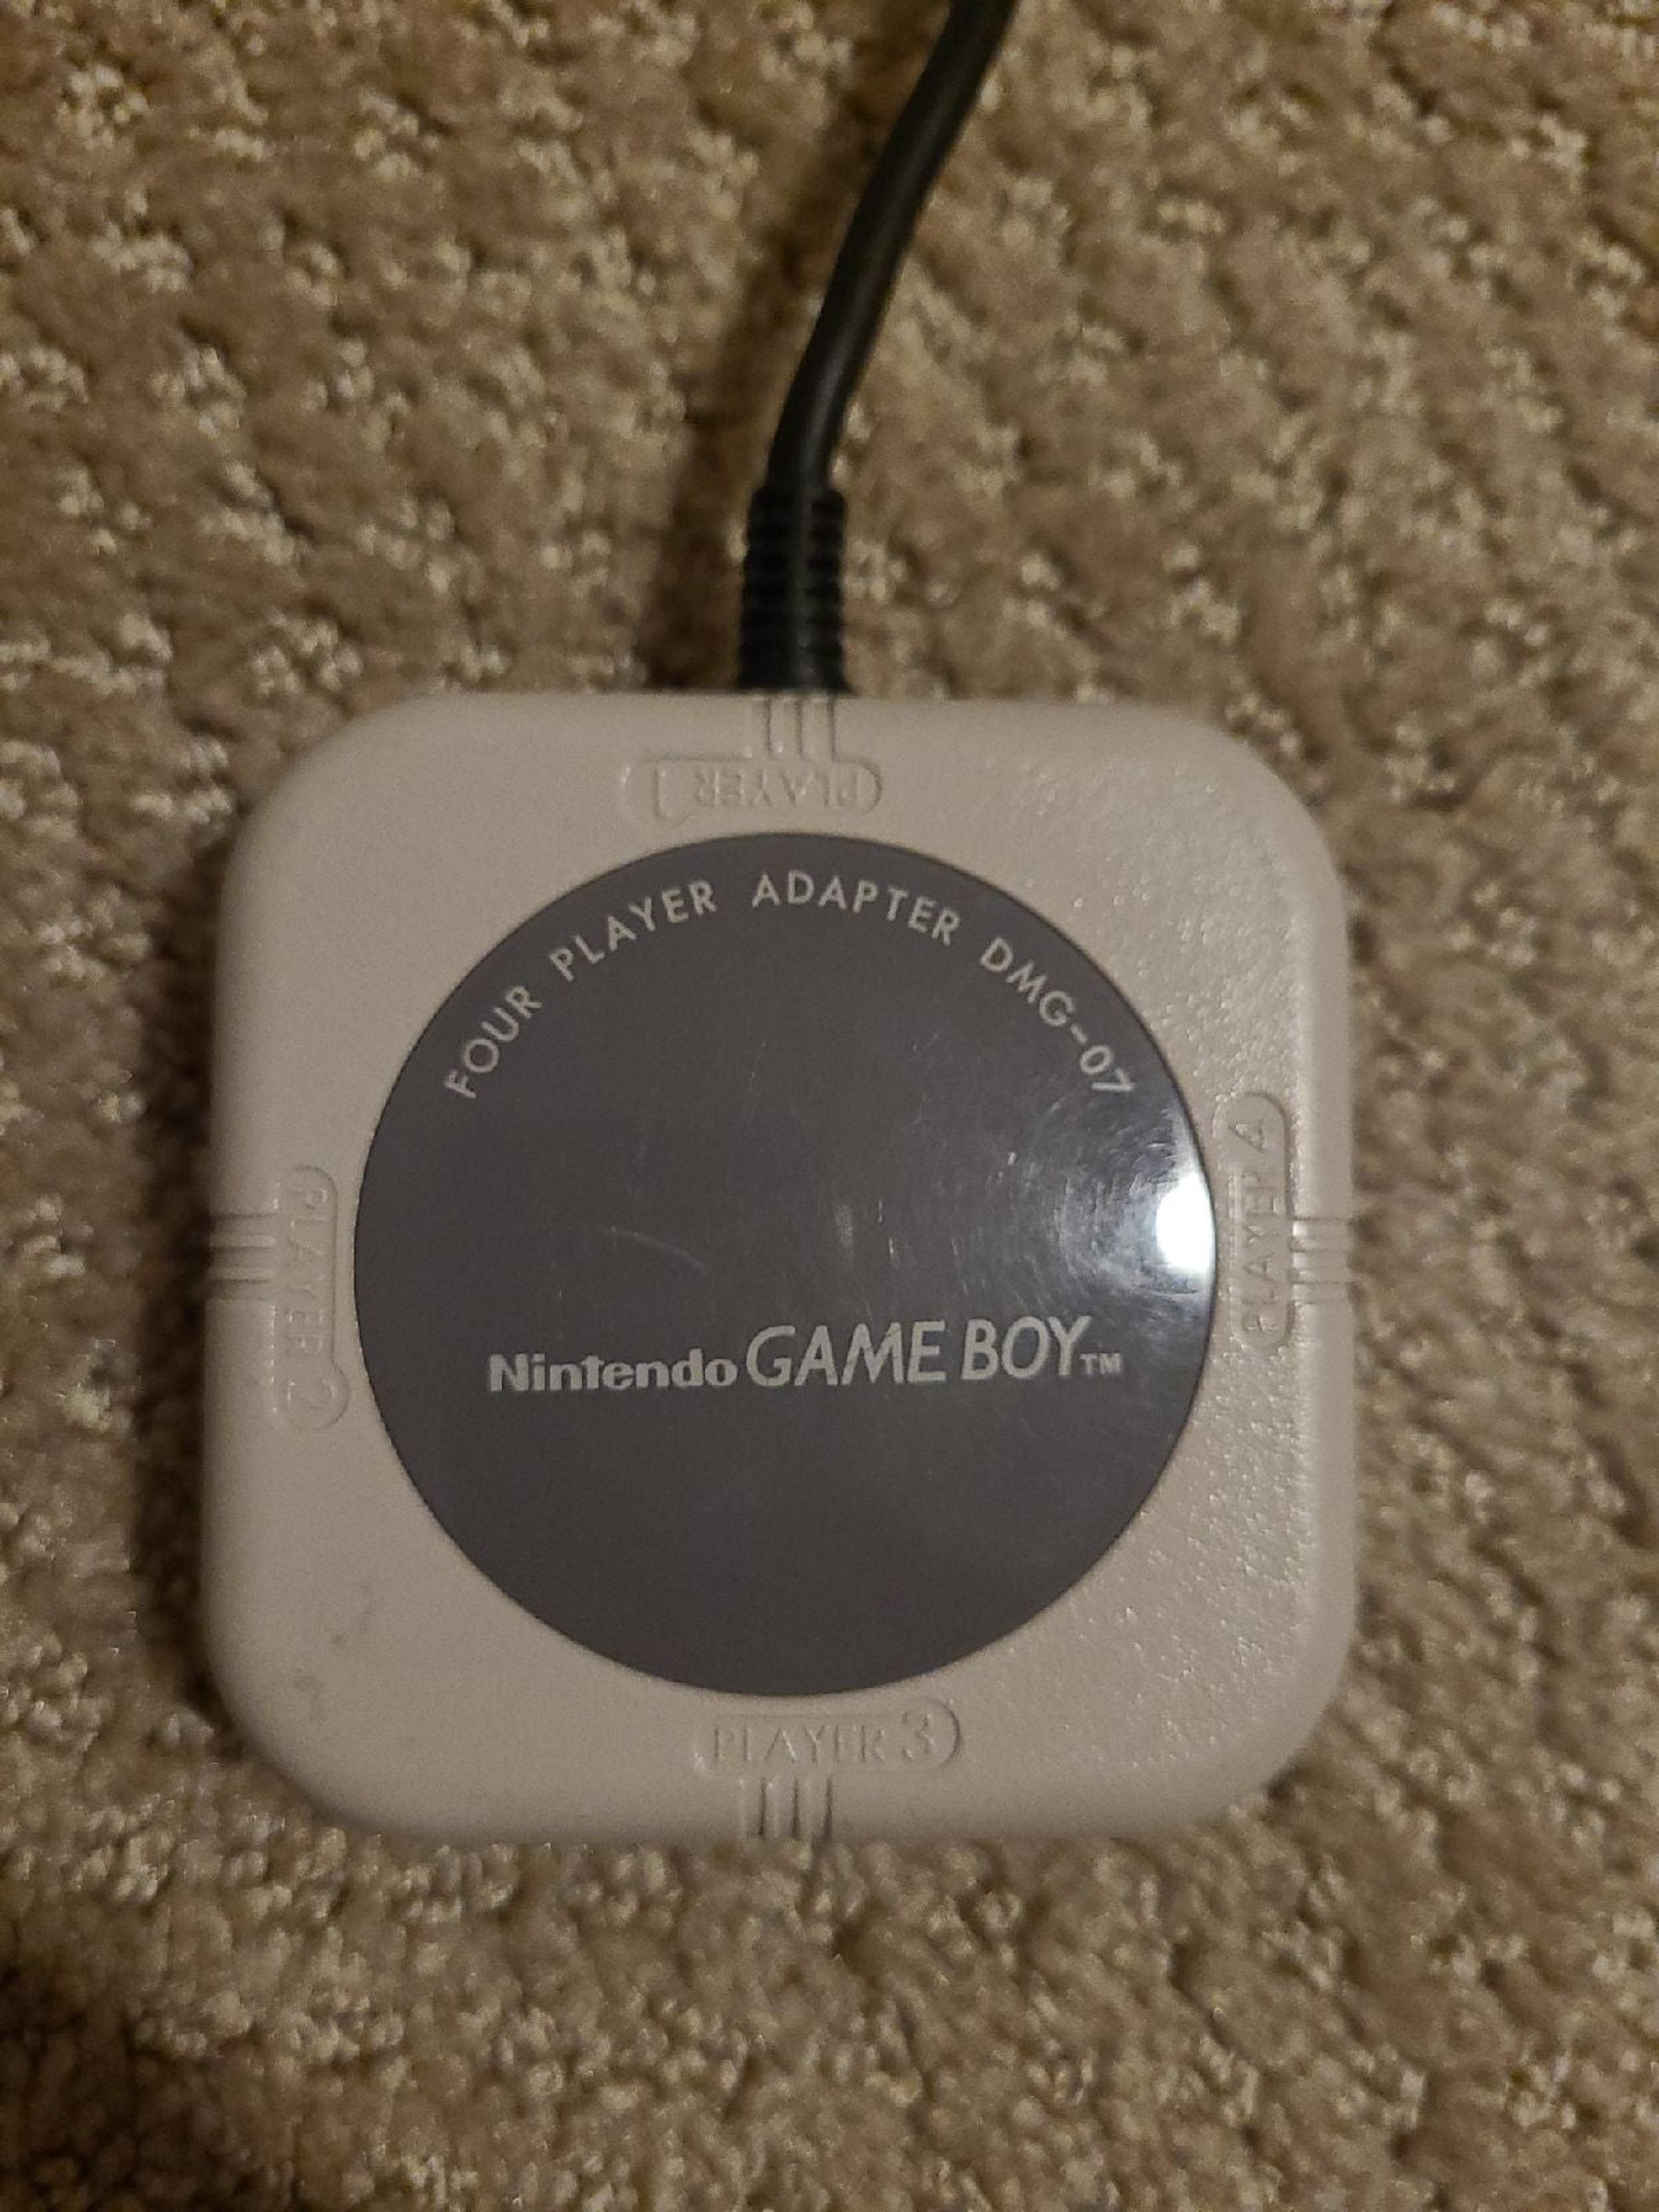 PLAYER 1
FOUR PLAYER ADAPTER DMG-07
PLAYER 2
PLAYER 4
Nintendo GAME BOY™
PLAYER 3